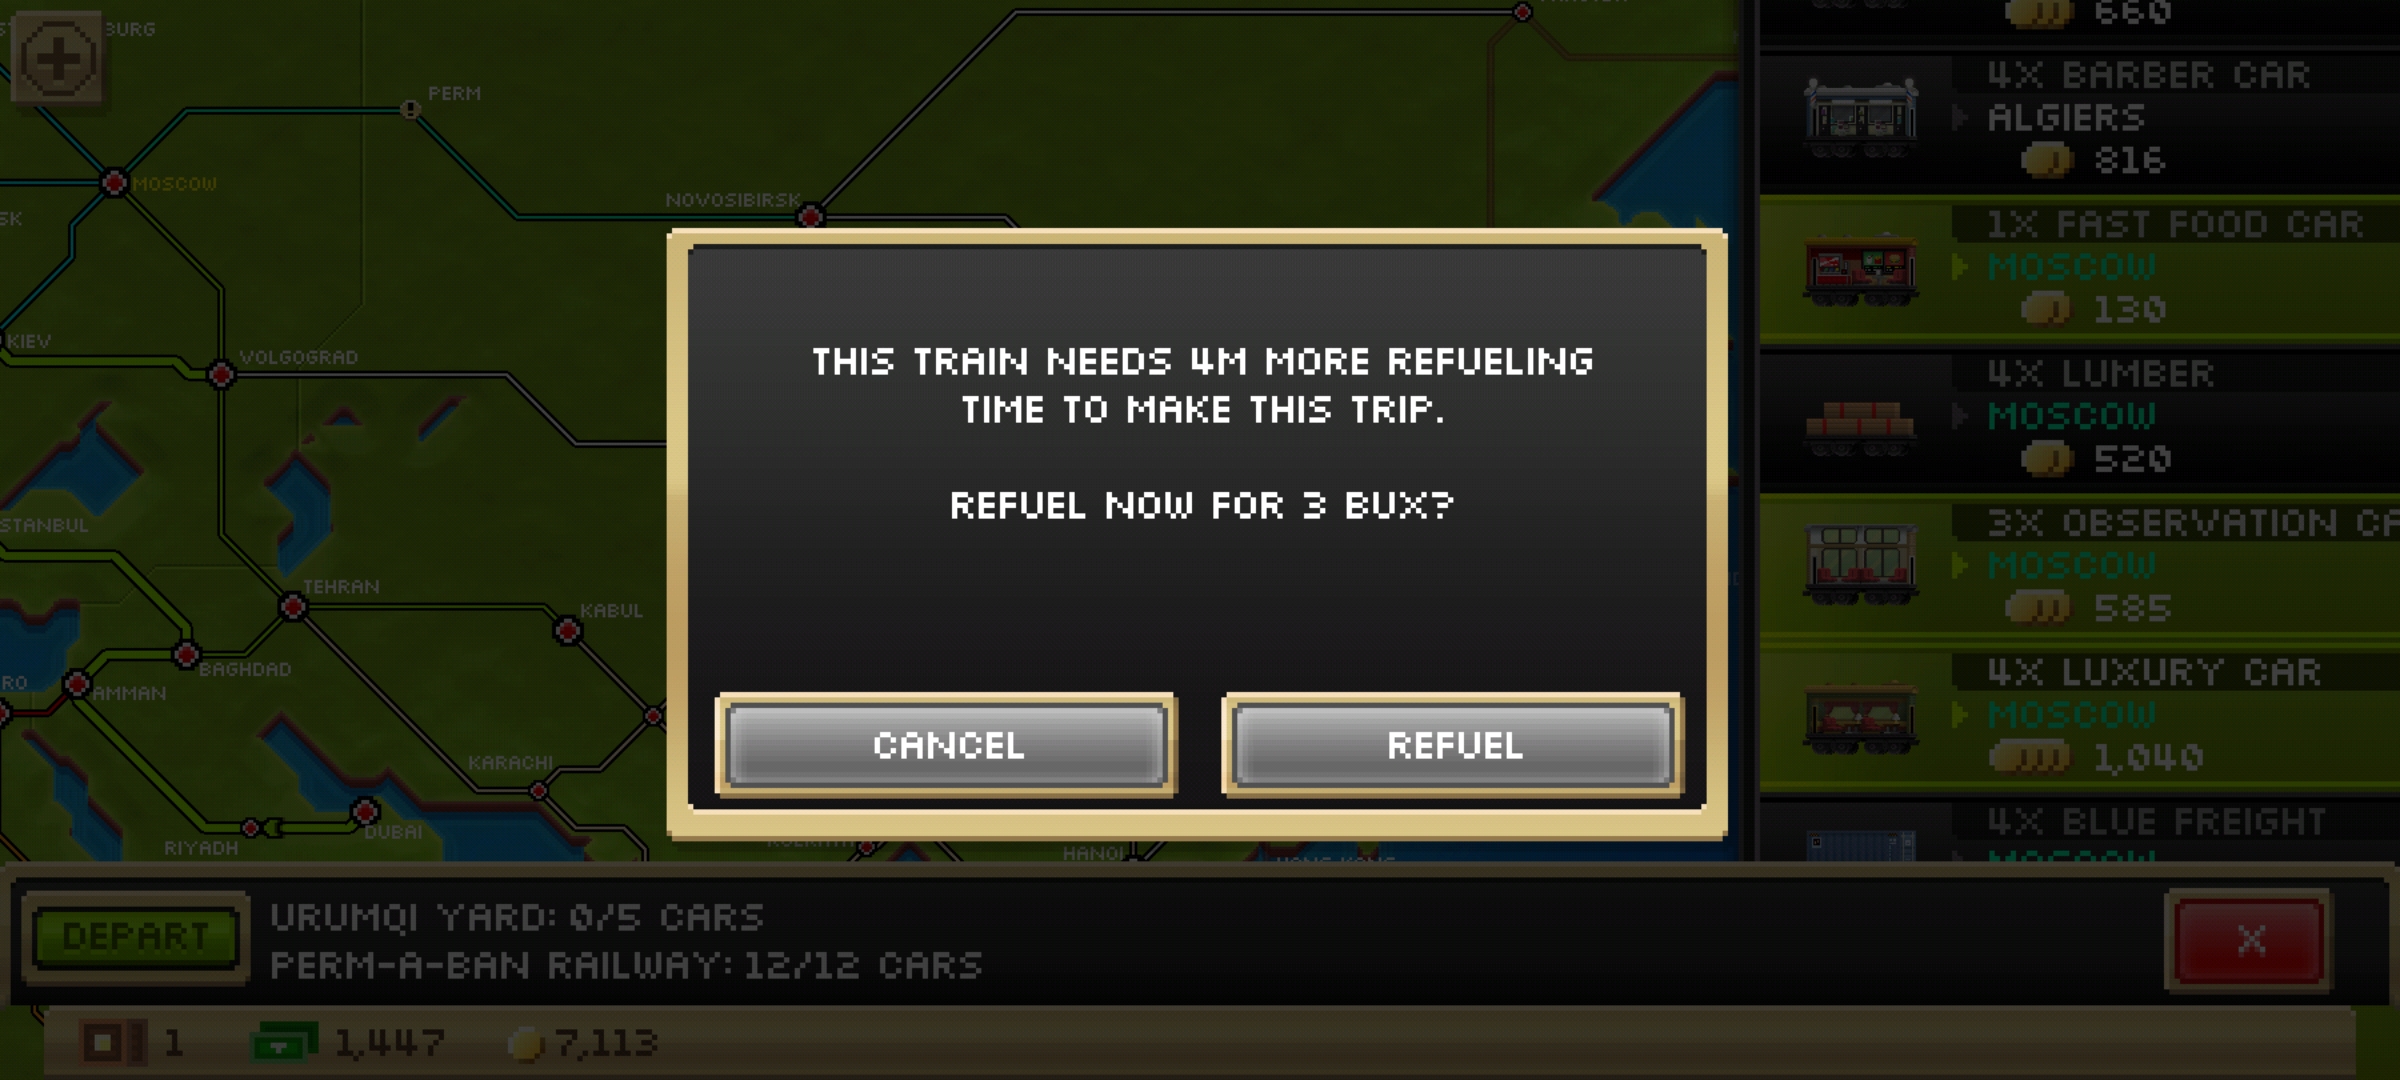 BURG
PERM
MOSCOW
NOVOSIBIRSK
SK
KIEV
VOLGOGRAD
STANBUL
TEHRAN
KABUL
BAGHDAD
RO
AMMAN
KARACHI
DUBAI
RIYADH
HANOI
HONG KONG
660
4X BARBER CAR
ALGIERS
816
1X FAST FOOD CAR
MOSCOW
130
4X LUMBER
MOSCOW
520
3X OBSERVATION CA
MOSCOW
585
4X LUXURY CAR
MOSCOW
1,040
4X BLUE FREIGHT
MOSCOW
THIS TRAIN NEEDS 4M MORE REFUELING
TIME TO MAKE THIS TRIP.
REFUEL NOW FOR 3 BUX?
CANCEL
REFUEL
DEPART
URUMQI YARD: 0/5 CARS
PERM-A-BAN RAILWAY: 12/12 CARS
X
1
1,447
7,113